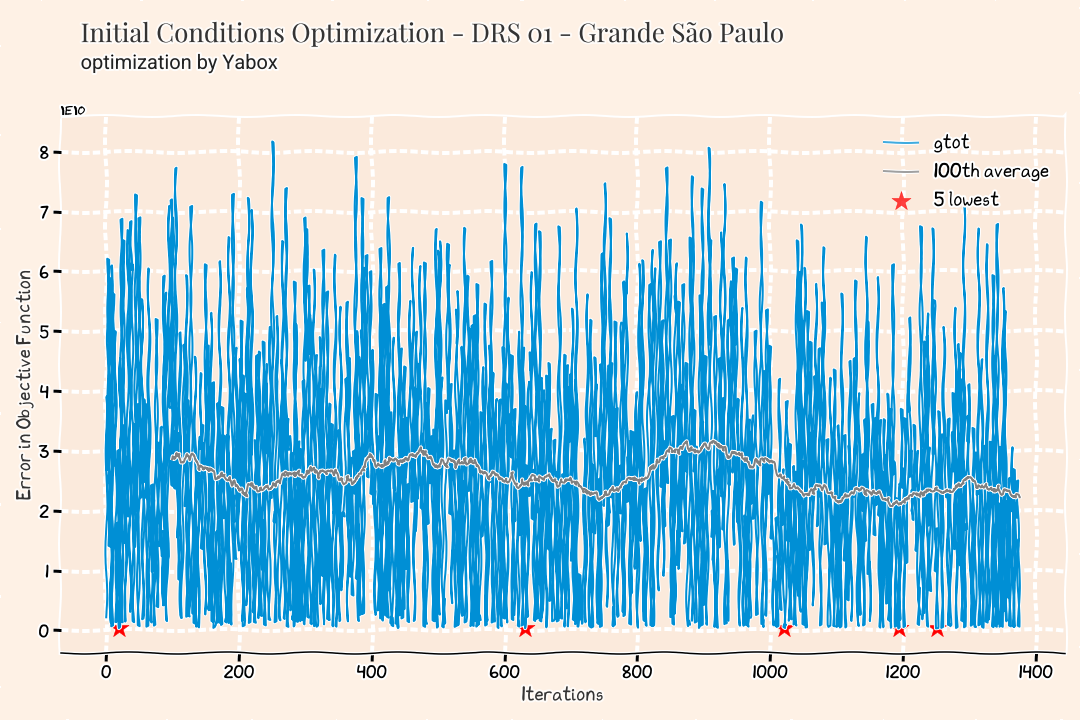 Initial Conditions Optimization - DRS 01 - Grande São Paulo
optimization by Yabox
1E10
gtot
100th average
5 lowest
8
7
6
5
4
3
2
1
0
Error in Objective Function
0 200 400 600 800 1000 1200 1400
Iterations